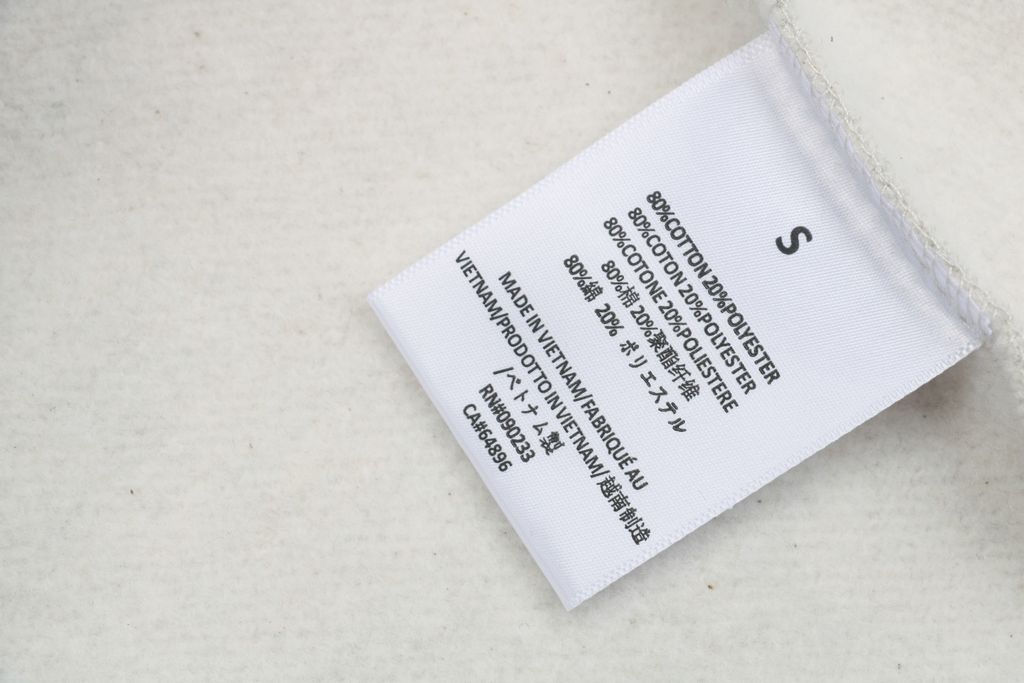 S
80%COTTON 20%POLYESTER
80%COTON 20%POLYESTER
80%COTONE 20%POLIESTERE
80%棉 20%聚酯纤维
80%綿 20% ポリエステル
MADE IN VIETNAM/FABRIQUÉ AU
VIETNAM/PRODOTTO IN VIETNAM/ 越南制造
/ベトナム製
RN#090233
CA#64896